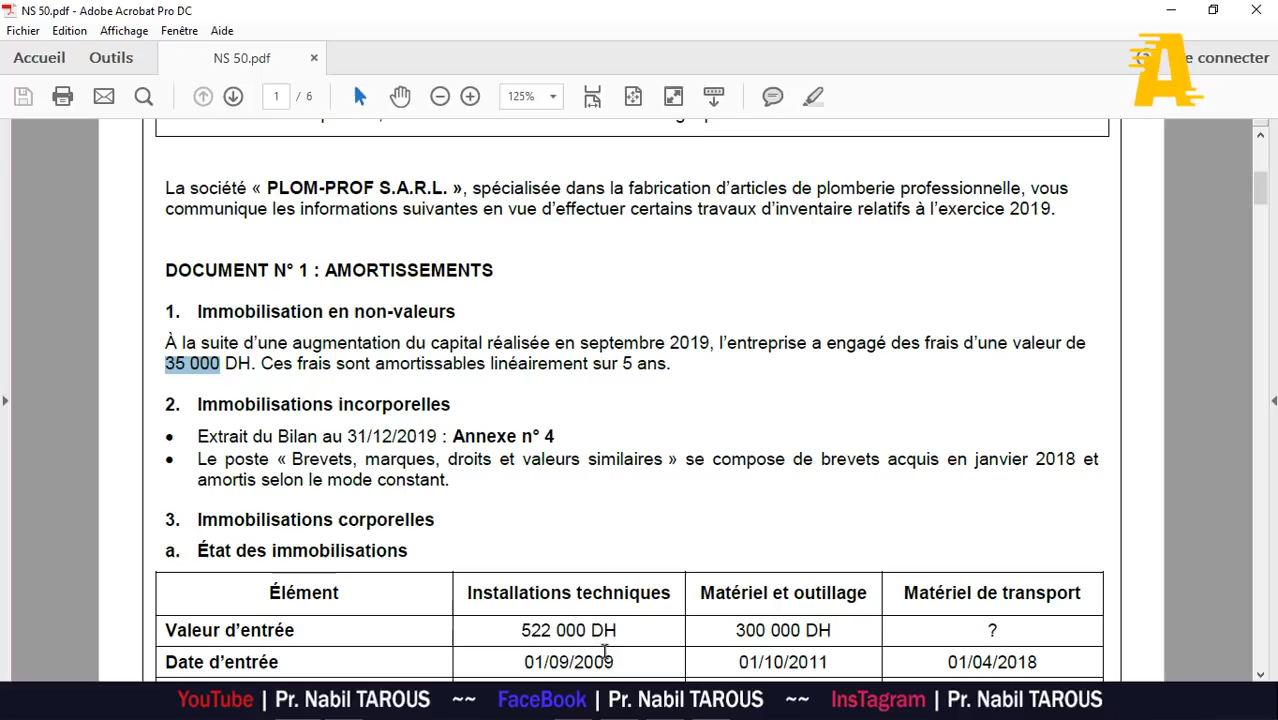 NS 50.pdf - Adobe Acrobat Pro DC
Fichier Edition Affichage Fenêtre Aide
Accueil Outils NS 50.pdf × e connecter
1 / 6 125%
La société « PLOM-PROF S.A.R.L. », spécialisée dans la fabrication d'articles de plomberie professionnelle, vous
communique les informations suivantes en vue d'effectuer certains travaux d'inventaire relatifs à l'exercice 2019.
DOCUMENT N° 1 : AMORTISSEMENTS
1. Immobilisation en non-valeurs
À la suite d'une augmentation du capital réalisée en septembre 2019, l'entreprise a engagé des frais d'une valeur de
35 000 DH. Ces frais sont amortissables linéairement sur 5 ans.
2. Immobilisations incorporelles
• Extrait du Bilan au 31/12/2019 : Annexe n° 4
• Le poste « Brevets, marques, droits et valeurs similaires » se compose de brevets acquis en janvier 2018 et
amortis selon le mode constant.
3. Immobilisations corporelles
a. État des immobilisations
Élément Installations techniques Matériel et outillage Matériel de transport
Valeur d'entrée 522 000 DH 300 000 DH ?
Date d'entrée 01/09/2009 01/10/2011 01/04/2018
YouTube | Pr. Nabil TAROUS ~~ FaceBook | Pr. Nabil TAROUS ~~ InsTagram | Pr. Nabil TAROUS